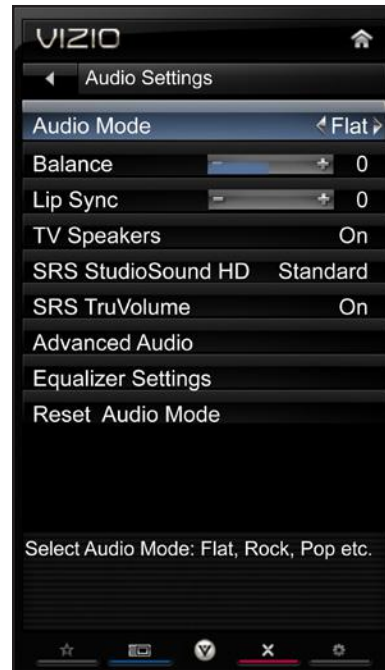 VIZIO
Audio Settings
Audio Mode Flat
Balance - + 0
Lip Sync - + 0
TV Speakers On
SRS StudioSound HD Standard
SRS TruVolume On
Advanced Audio
Equalizer Settings
Reset Audio Mode
Select Audio Mode: Flat, Rock, Pop etc.
V